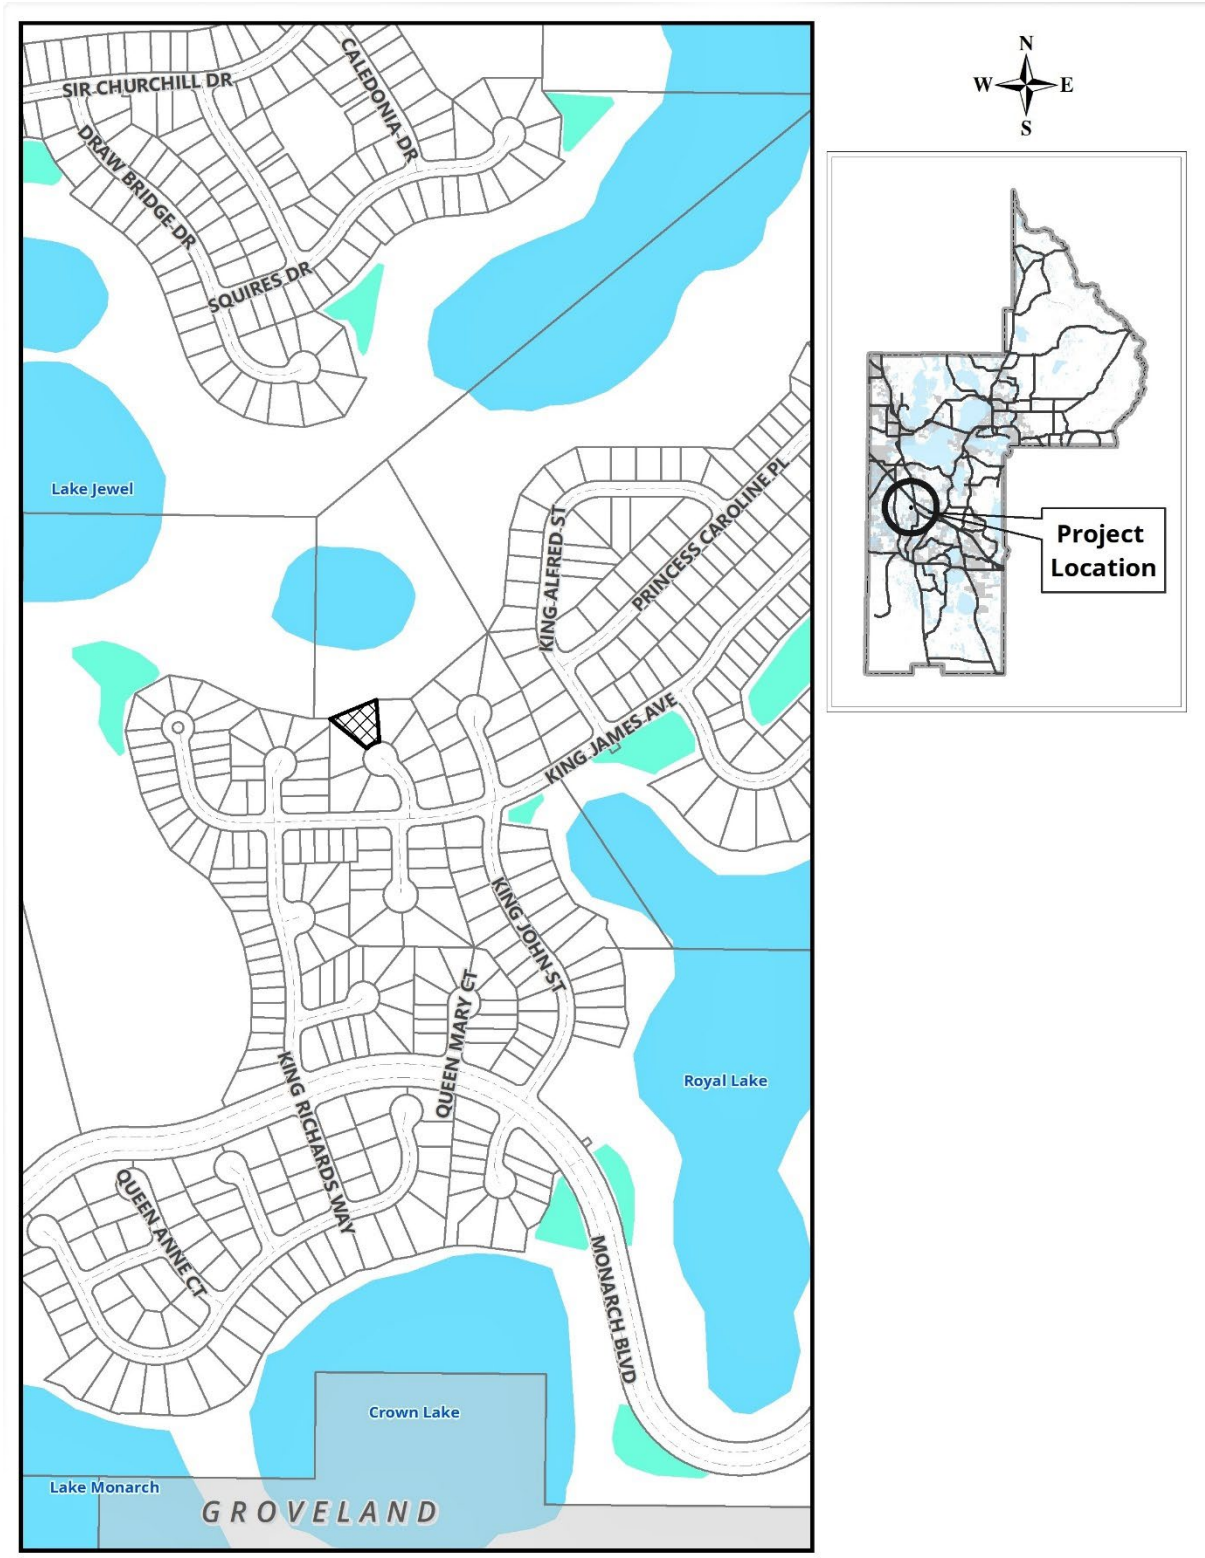 SIR CHURCHILL DR
CALEDONIA DR
DRAW BRIDGE DR
SQUIRES DR
Lake Jewel
KING ALFRED ST
PRINCESS CAROLINE PL
KING JAMES AVE
KING JOHN ST
QUEEN MARY CT
KING RICHARDS WAY
Royal Lake
QUEEN ANNE CT
MONARCH BLVD
Crown Lake
Lake Monarch
GROVELAND
N
W E
S
Project
Location